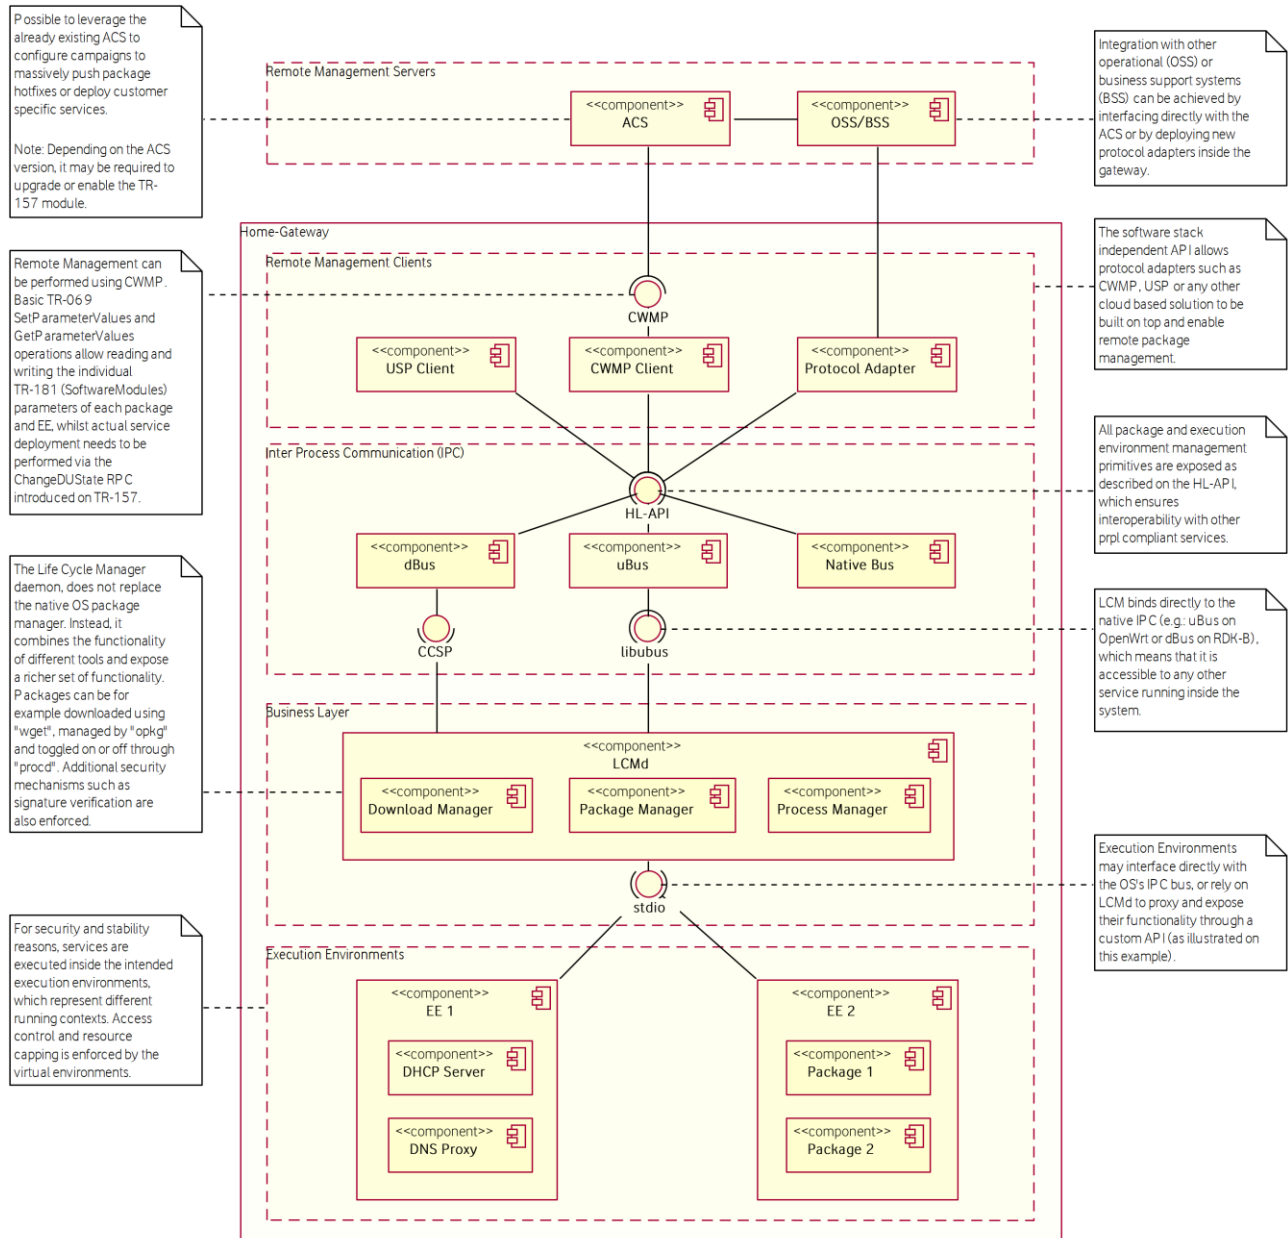 Possible to leverage the
already existing ACS to
configure campaigns to
massively push package
hotfixes or deploy customer
specific services.
Note: Depending on the ACS
version, it may be required to
upgrade or enable the TR-
157 module.
Remote Management Servers
<<component>>
ACS
<<component>>
OSS/BSS
Integration with other
operational (OSS) or
business support systems
(BSS) can be achieved by
interfacing directly with the
ACS or by deploying new
protocol adapters inside the
gateway.
Home-Gateway
Remote Management Clients
CWMP
<<component>>
USP Client
<<component>>
CWMP Client
<<component>>
Protocol Adapter
Remote Management can
be performed using CWMP.
Basic TR-069
SetParameterValues and
GetParameterValues
operations allow reading and
writing the individual
TR-181 (SoftwareModules)
parameters of each package
and EE, whilst actual service
deployment needs to be
performed via the
ChangeDUState RPC
introduced on TR-157.
The software stack
independent API allows
protocol adapters such as
CWMP, USP or any other
cloud based solution to be
built on top and enable
remote package
management.
Inter Process Communication (IPC)
HL-API
<<component>>
dBus
<<component>>
uBus
<<component>>
Native Bus
CCSP
libubus
All package and execution
environment management
primitives are exposed as
described on the HL-API,
which ensures
interoperability with other
prpl compliant services.
The Life Cycle Manager
daemon, does not replace
the native OS package
manager. Instead, it
combines the functionality
of different tools and expose
a richer set of functionality.
Packages can be for
example downloaded using
"wget", managed by "opkg"
and toggled on or off through
"procd". Additional security
mechanisms such as
signature verification are
also enforced.
LCM binds directly to the
native IPC (e.g.: uBus on
OpenWrt or dBus on RDK-B),
which means that it is
accessible to any other
service running inside the
system.
Business Layer
<<component>>
LCMd
<<component>>
Download Manager
<<component>>
Package Manager
<<component>>
Process Manager
stdio
Execution Environments
may interface directly with
the OS's IPC bus, or rely on
LCMd to proxy and expose
their functionality through a
custom API (as illustrated on
this example).
For security and stability
reasons, services are
executed inside the intended
execution environments,
which represent different
running contexts. Access
control and resource
capping is enforced by the
virtual environments.
Execution Environments
<<component>>
EE 1
<<component>>
DHCP Server
<<component>>
DNS Proxy
<<component>>
EE 2
<<component>>
Package 1
<<component>>
Package 2